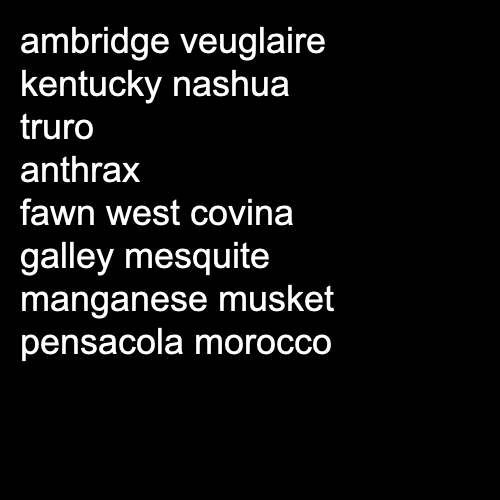 ambridge veuglaire
kentucky nashua
truro
anthrax
fawn west covina
galley mesquite
manganese musket
pensacola morocco